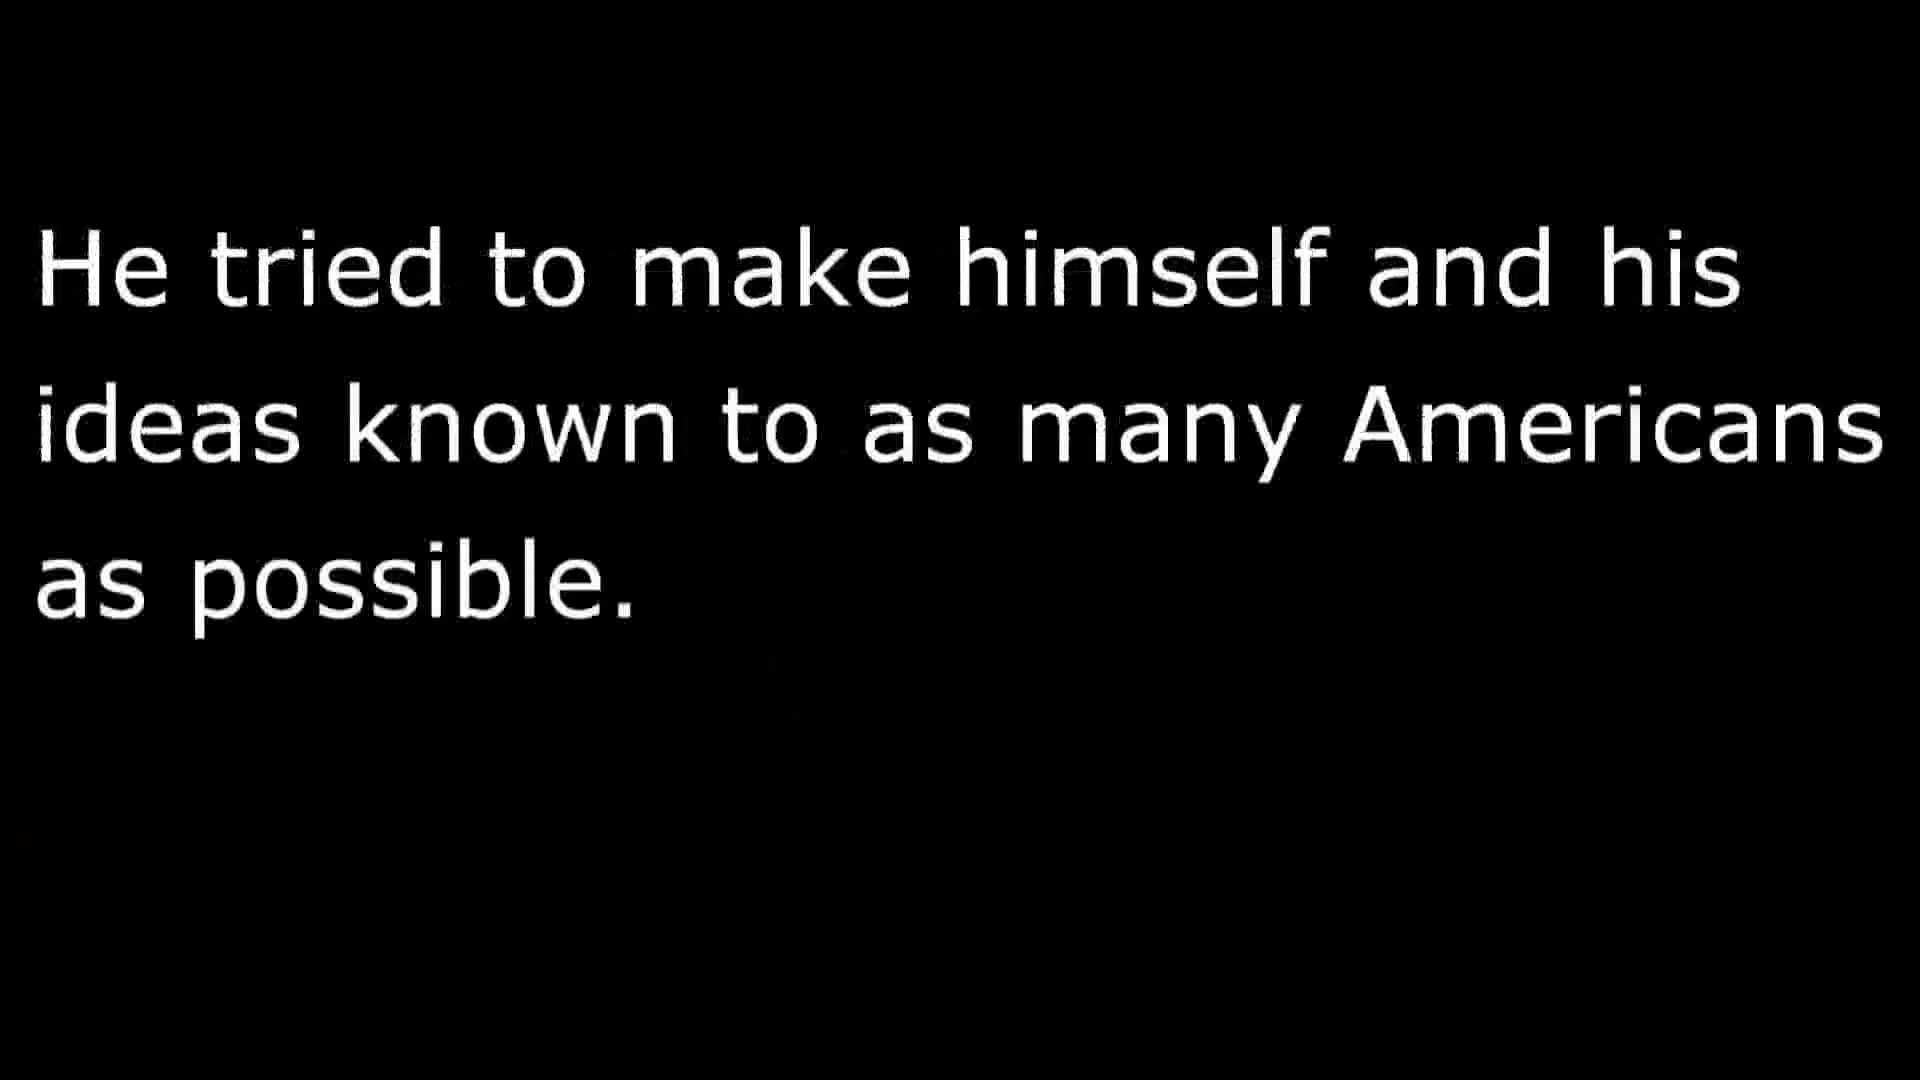 He tried to make himself and his
ideas known to as many Americans
as possible.